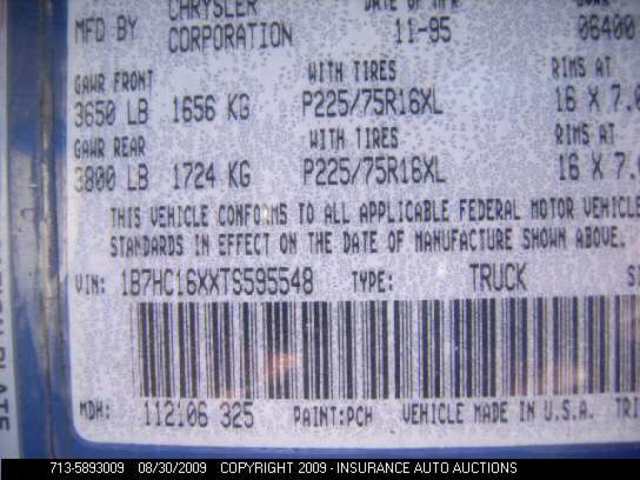 MFD BY CHRYSLER CORPORATION DATE OF MFR 11-95 06400
GAWR FRONT WITH TIRES RIMS AT
3650 LB 1656 KG P225/75R16XL 16 X 7.
GAWR REAR WITH TIRES RIMS AT
3800 LB 1724 KG P225/75R16XL 16 X 7.
THIS VEHICLE CONFORMS TO ALL APPLICABLE FEDERAL MOTOR VEHICLE
STANDARDS IN EFFECT ON THE DATE OF MANUFACTURE SHOWN ABOVE.
VIN: 1B7HC16XXTS595548 TYPE: TRUCK
MDH: 112106 325 PAINT:PCH VEHICLE MADE IN U.S.A.
713-5893009 08/30/2009 COPYRIGHT 2009 - INSURANCE AUTO AUCTIONS